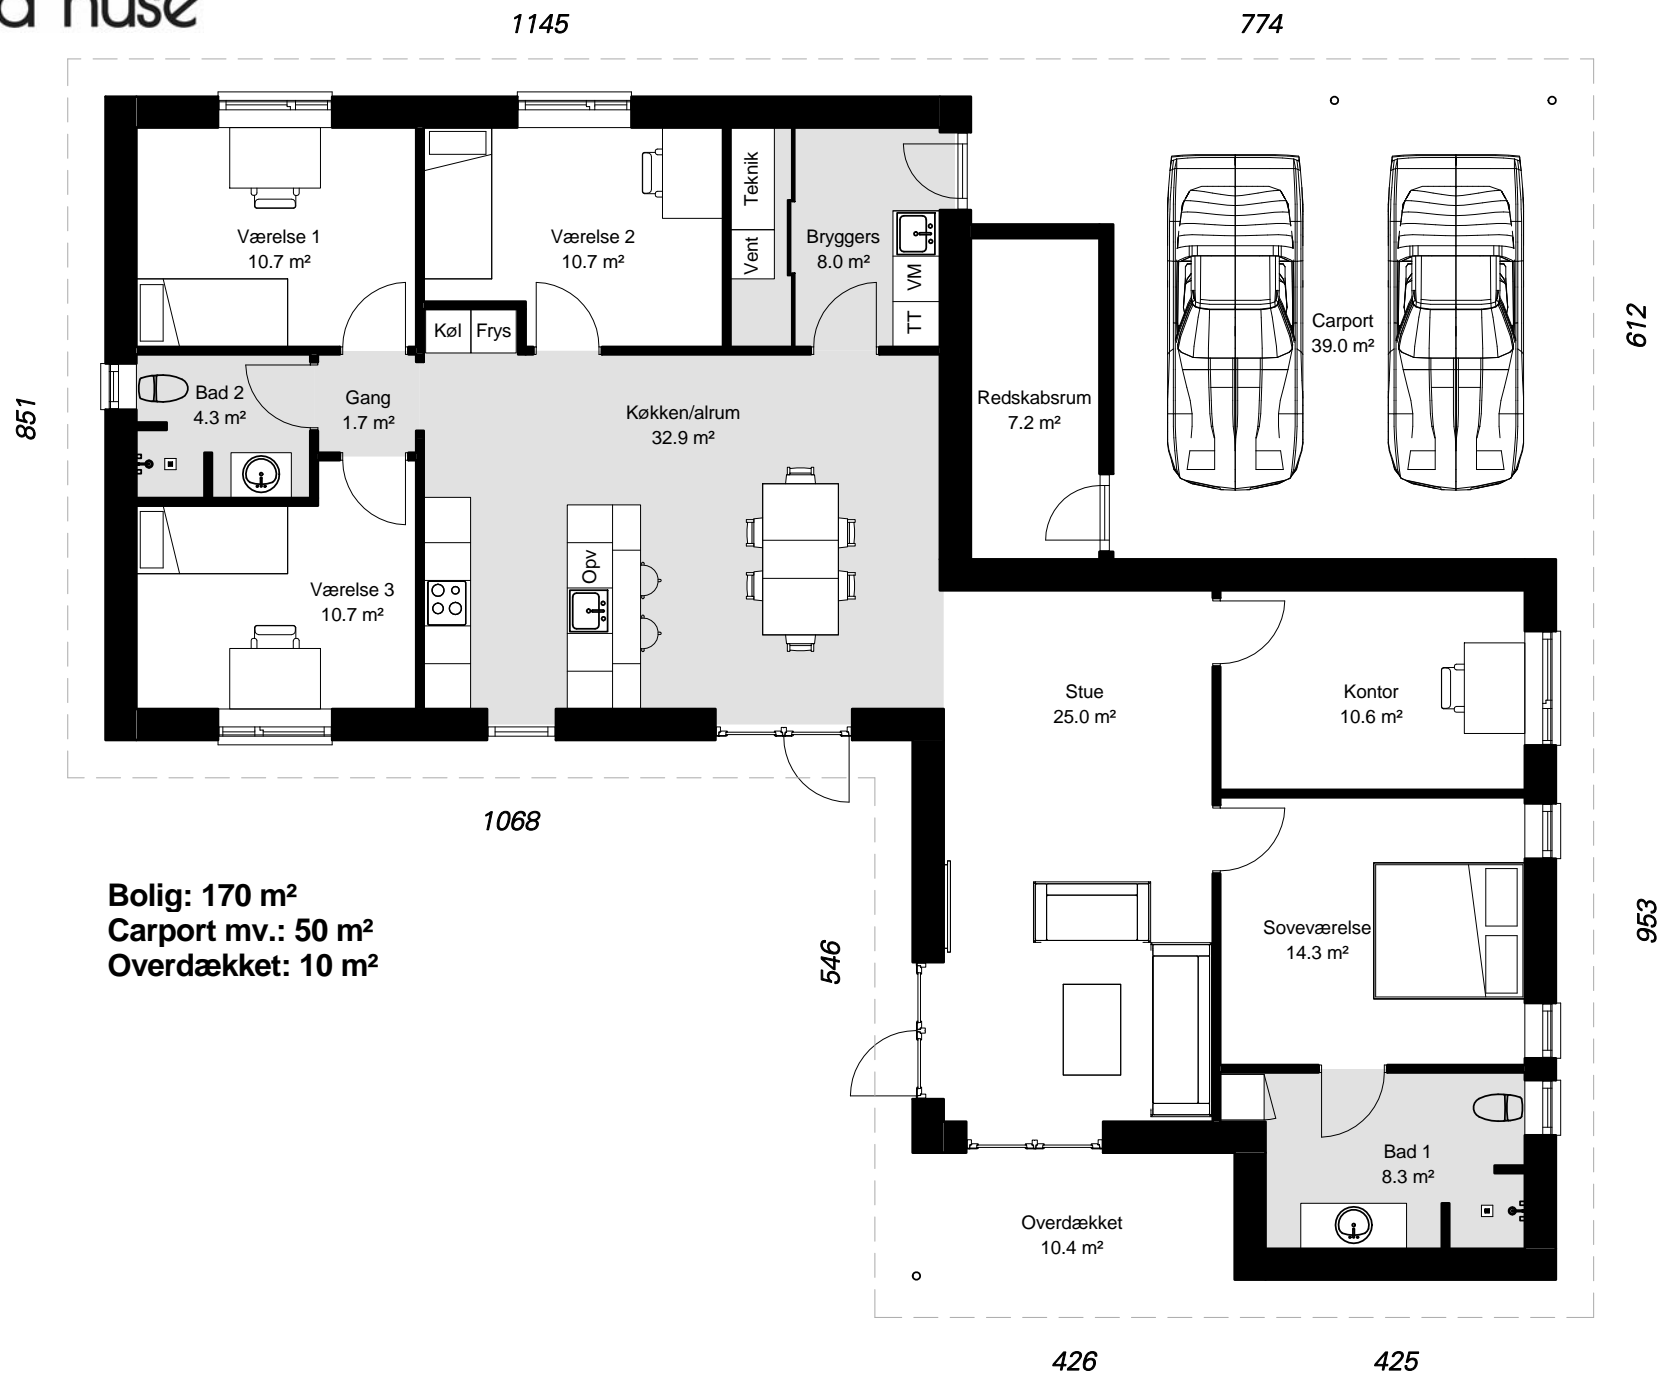 a huse
1145
774
Værelse 1
10.7 m²
Værelse 2
10.7 m²
Teknik
Vent
Bryggers
8.0 m²
VM
TT
Køl
Frys
Carport
39.0 m²
612
Redskabsrum
7.2 m²
851
Bad 2
4.3 m²
Gang
1.7 m²
Køkken/alrum
32.9 m²
Opv
Værelse 3
10.7 m²
Stue
25.0 m²
Kontor
10.6 m²
1068
Bolig: 170 m²
Carport mv.: 50 m²
Overdækket: 10 m²
546
Soveværelse
14.3 m²
953
Bad 1
8.3 m²
Overdækket
10.4 m²
426
425